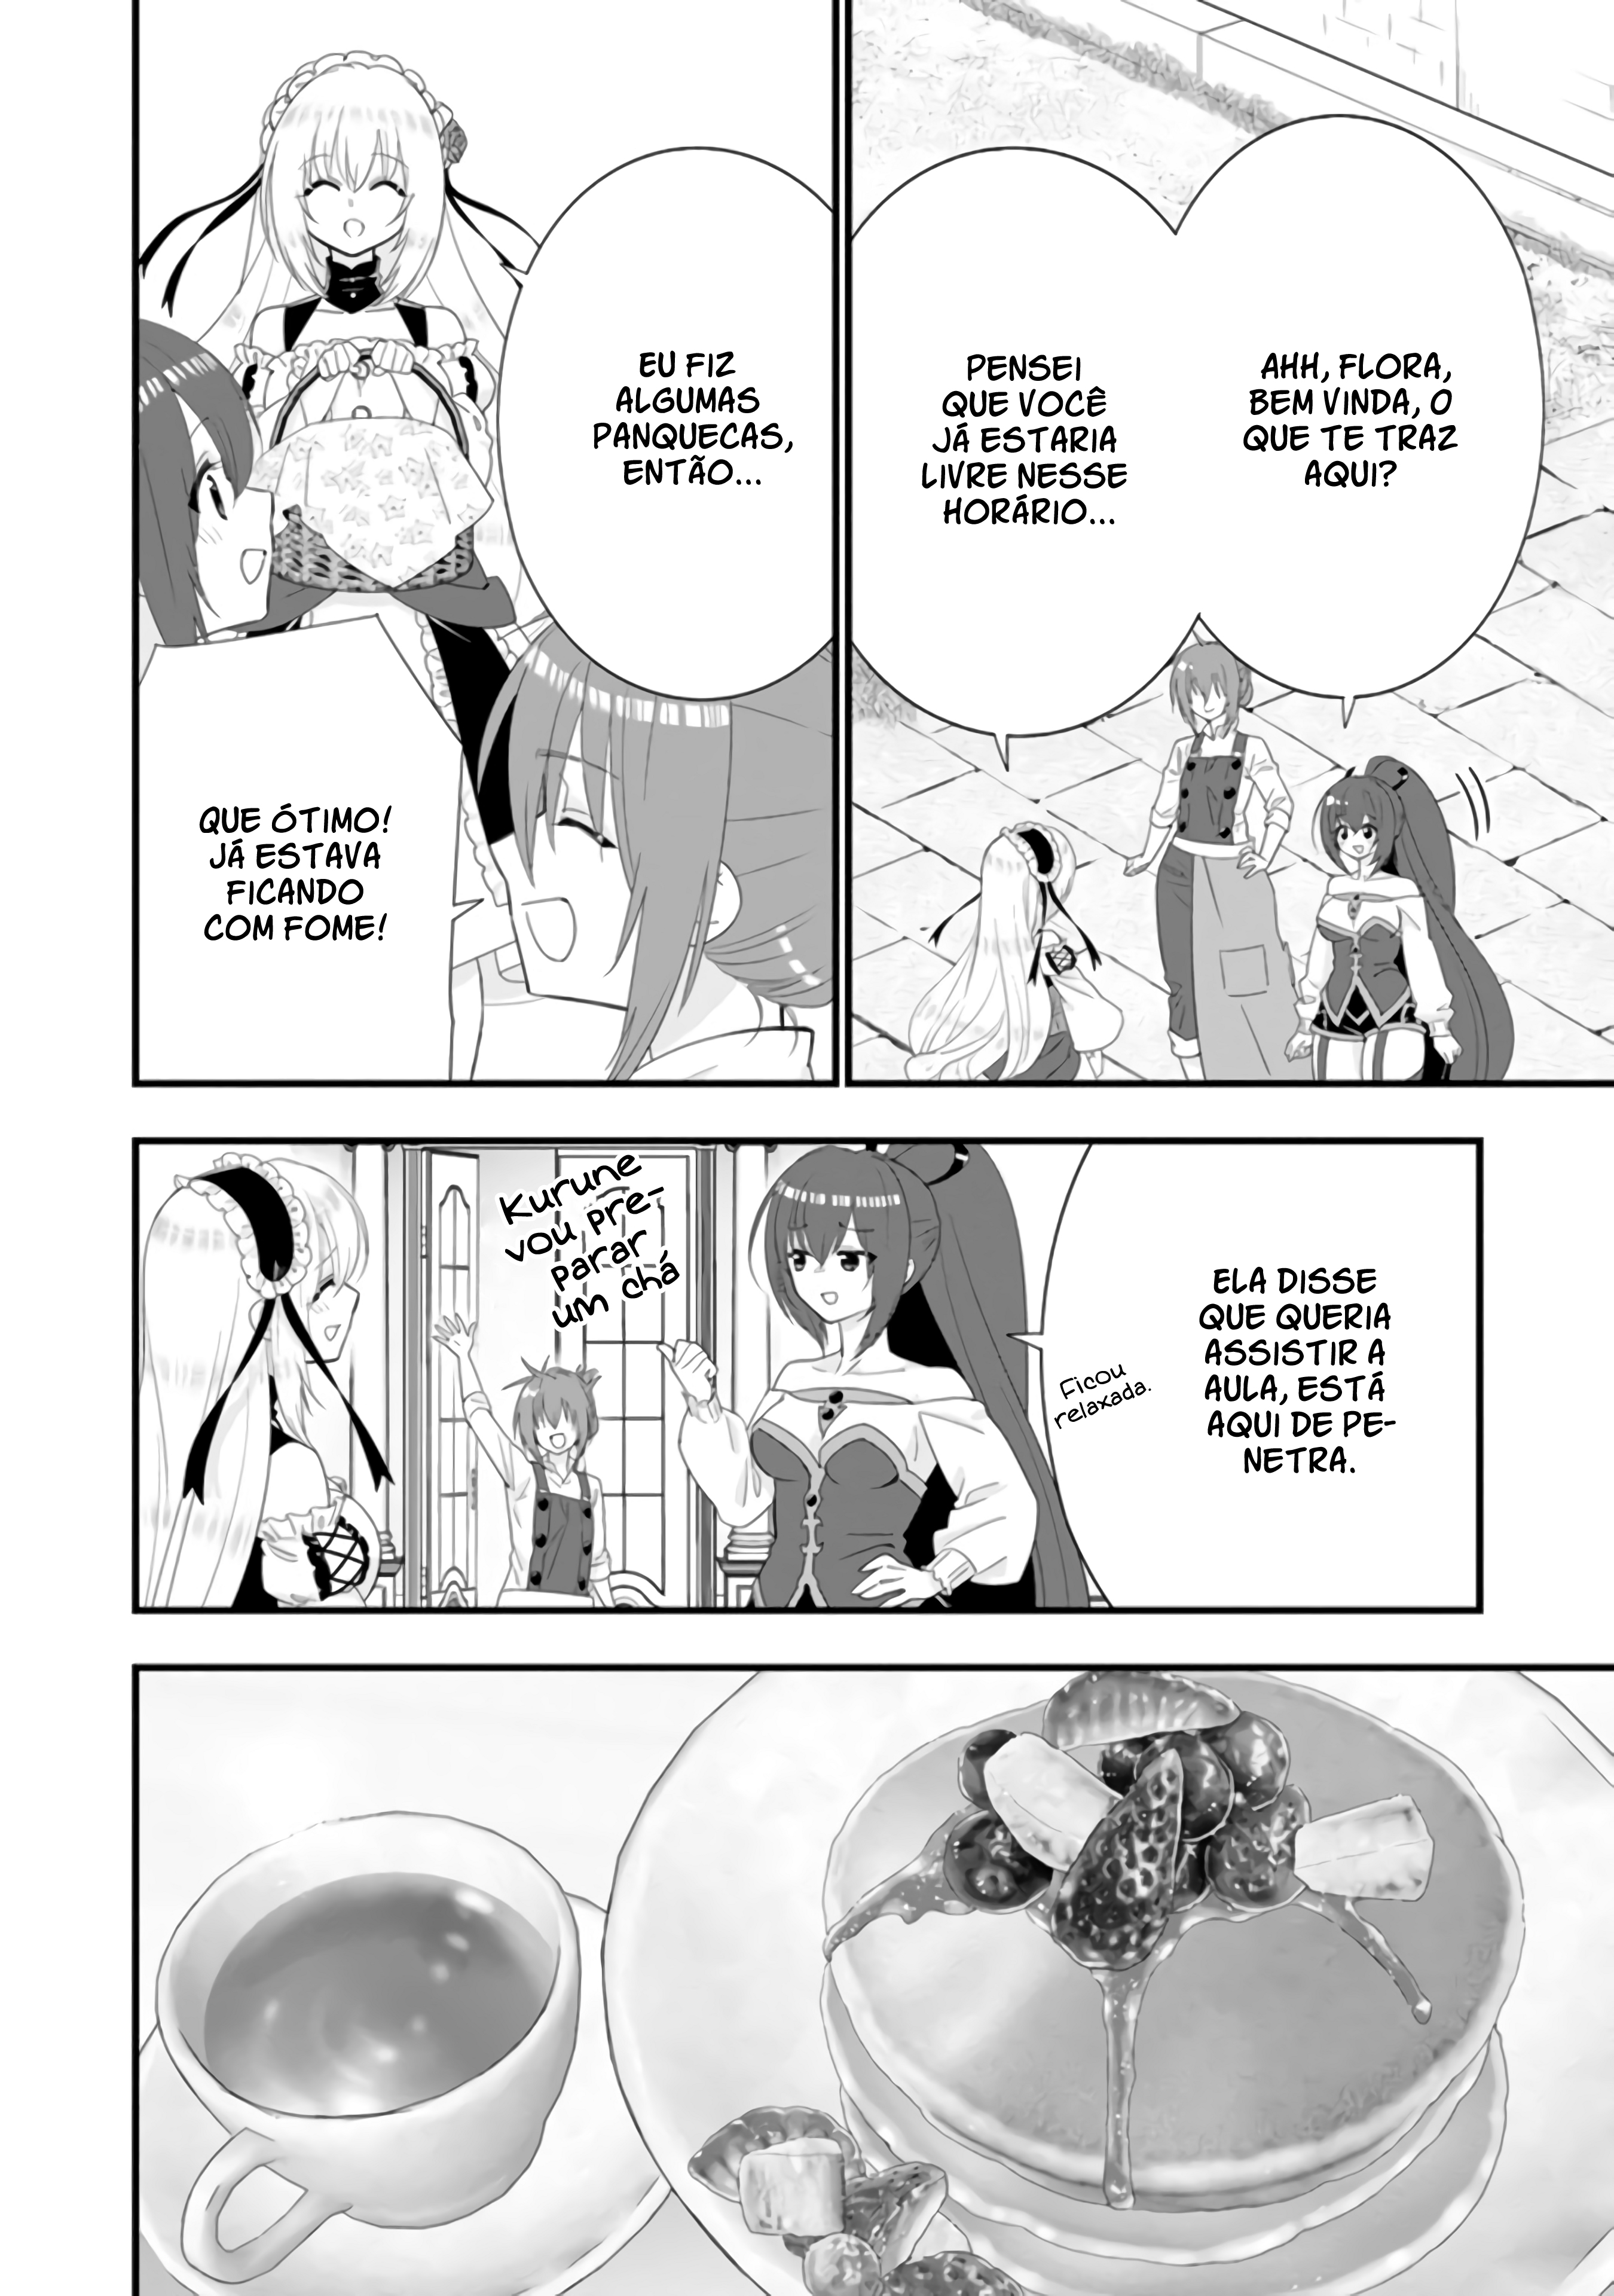 AHH, FLORA,
BEM VINDA, O
QUE TE TRAZ
AQUI?
PENSEI
QUE VOCÊ
JÁ ESTARIA
LIVRE NESSE
HORÁRIO...
EU FIZ
ALGUMAS
PANQUECAS,
ENTÃO...
QUE ÓTIMO!
JÁ ESTAVA
FICANDO
COM FOME!
ELA DISSE
QUE QUERIA
ASSISTIR A
AULA, ESTÁ
AQUI DE PE-
NETRA.
Ficou
relaxada.
Kurune
vou pre-
parar
um chá